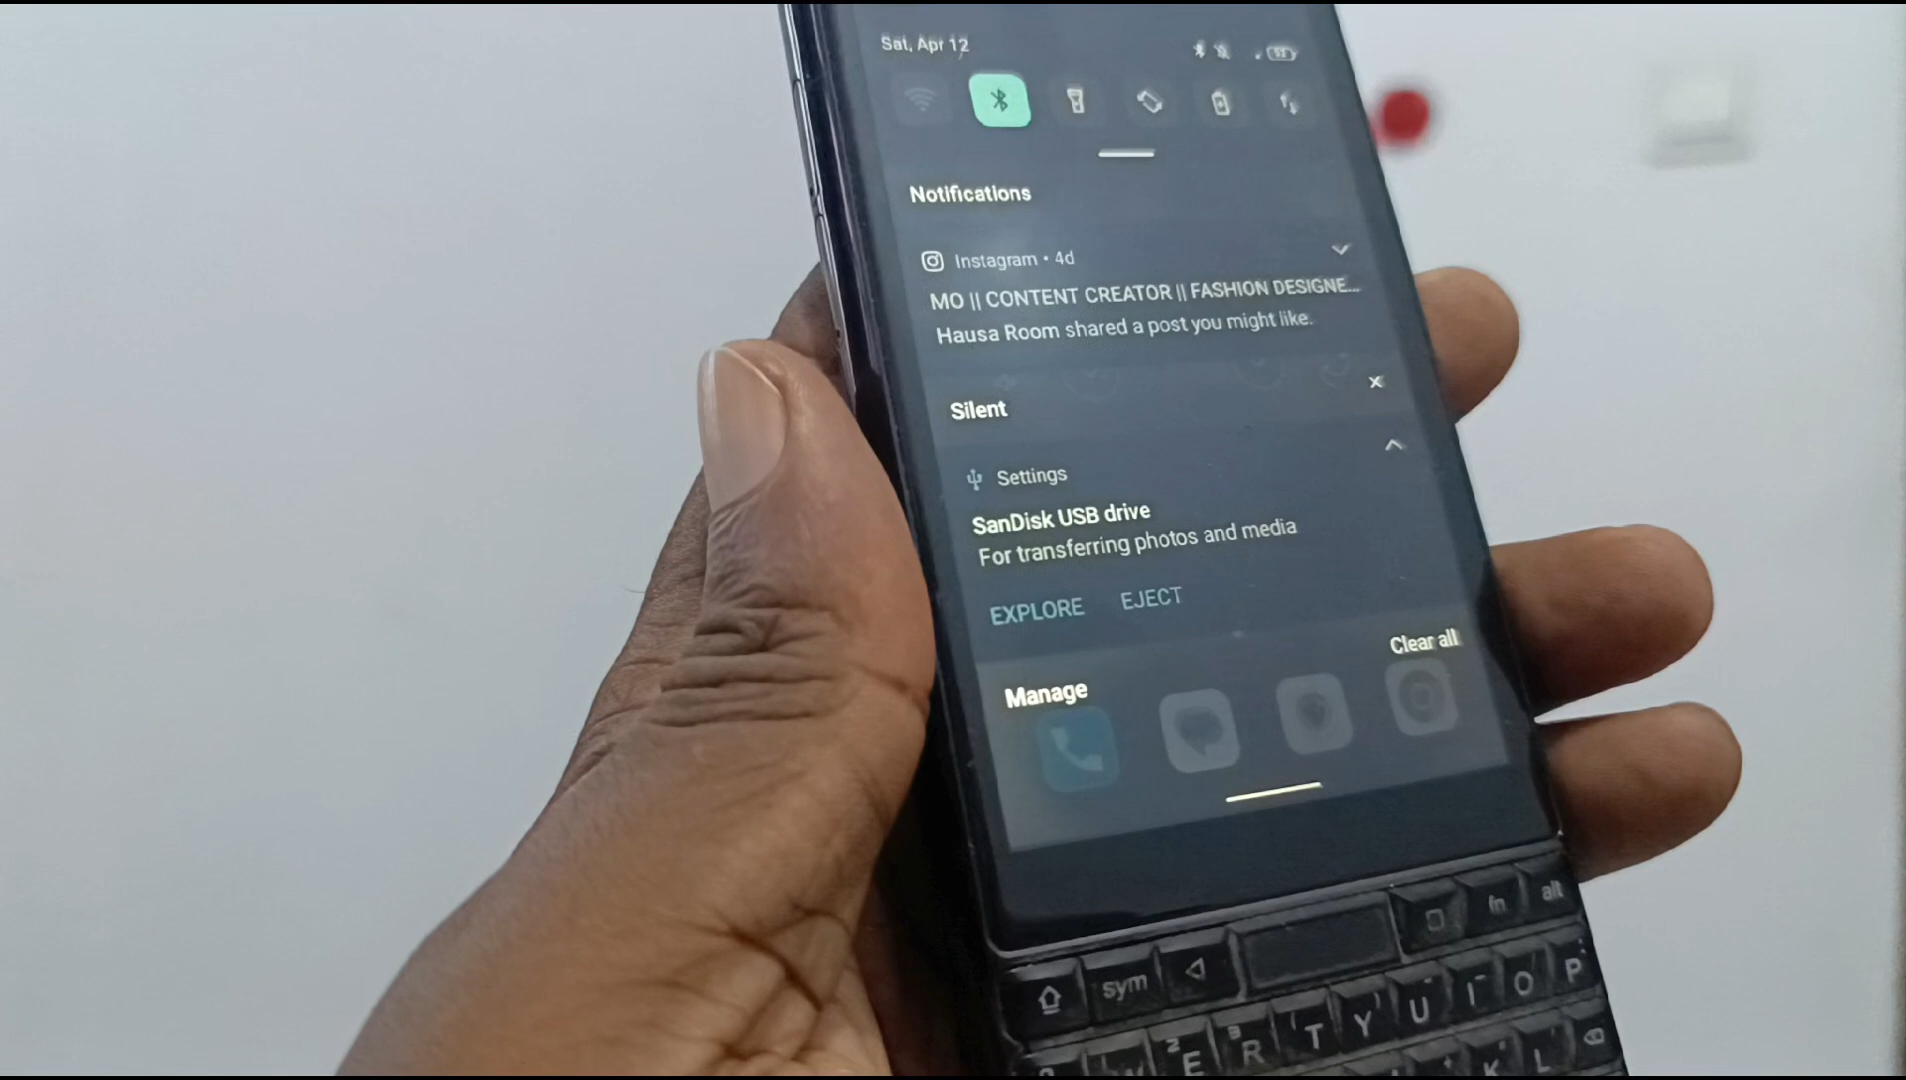 Sat, Apr 12
53
Notifications
Instagram • 4d
MO || CONTENT CREATOR || FASHION DESIGNE...
Hausa Room shared a post you might like.
Silent
Settings
SanDisk USB drive
For transferring photos and media
EXPLORE EJECT
Clear all
Manage
fn alt
sym
E R T Y U I O P
K L